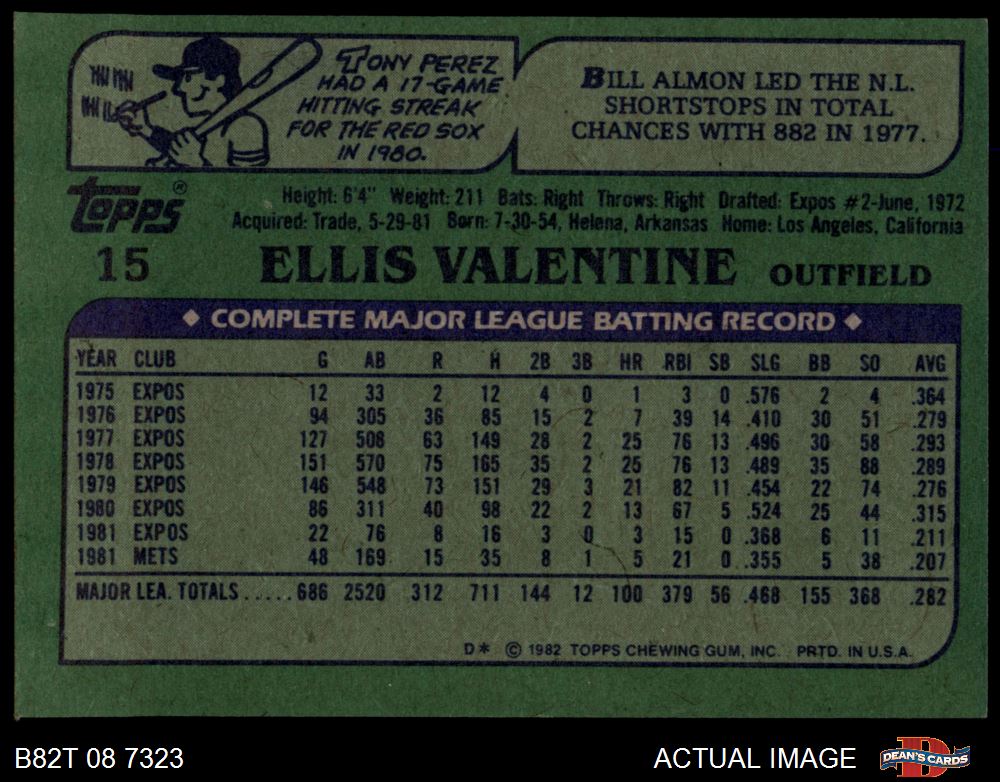 TONY PEREZ
HAD A 17-GAME
HITTING STREAK
FOR THE RED SOX
IN 1980.
BILL ALMON LED THE N.L.
SHORTSTOPS IN TOTAL
CHANCES WITH 882 IN 1977.
topps®
Height: 6'4" Weight: 211 Bats: Right Throws: Right Drafted: Expos #2-June, 1972
Acquired: Trade, 5-29-81 Born: 7-30-54, Helena, Arkansas Home: Los Angeles, California
15 ELLIS VALENTINE OUTFIELD
◆ COMPLETE MAJOR LEAGUE BATTING RECORD ◆
YEAR CLUB G AB R H 2B 3B HR RBI SB SLG BB SO AVG
1975 EXPOS 12 33 2 12 4 0 1 3 0 .576 2 4 .364
1976 EXPOS 94 305 36 85 15 2 7 39 14 .410 30 51 .279
1977 EXPOS 127 508 63 149 28 2 25 76 13 .496 30 58 .293
1978 EXPOS 151 570 75 165 35 2 25 76 13 .489 35 88 .289
1979 EXPOS 146 548 73 151 29 3 21 82 11 .454 22 74 .276
1980 EXPOS 86 311 40 98 22 2 13 67 5 .524 25 44 .315
1981 EXPOS 22 76 8 16 3 0 3 15 0 .368 6 11 .211
1981 METS 48 169 15 35 8 1 5 21 0 .355 5 38 .207
MAJOR LEA. TOTALS.....686 2520 312 711 144 12 100 379 56 .468 155 368 .282
D* © 1982 TOPPS CHEWING GUM, INC. PRTD. IN U.S.A.
B82T 08 7323 ACTUAL IMAGE DEAN'S CARDS